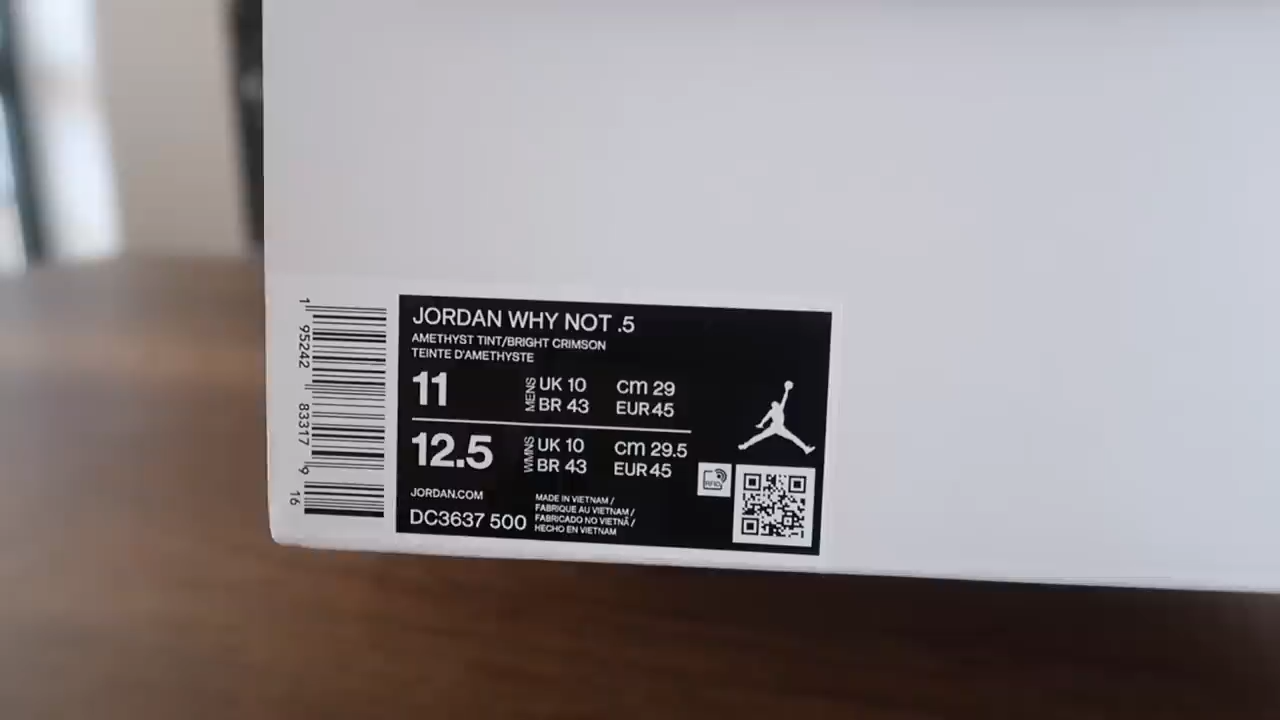 1 95242 83317 9 16
JORDAN WHY NOT .5
AMETHYST TINT/BRIGHT CRIMSON
TEINTE D'AMETHYSTE
11 MENS UK 10 cm 29
BR 43 EUR 45
12.5 WMNS UK 10 cm 29.5
BR 43 EUR 45
RFID
JORDAN.COM
DC3637 500
MADE IN VIETNAM /
FABRIQUE AU VIETNAM /
FABRICADO NO VIETNÃ /
HECHO EN VIETNAM